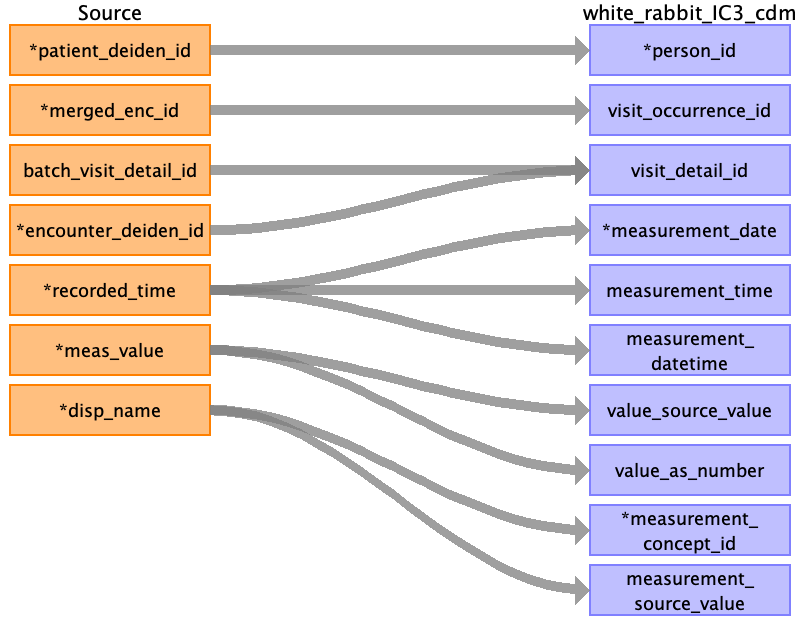 Source
white_rabbit_IC3_cdm
*patient_deiden_id
*person_id
*merged_enc_id
visit_occurrence_id
batch_visit_detail_id
visit_detail_id
*encounter_deiden_id
*measurement_date
*recorded_time
measurement_time
*meas_value
measurement_
datetime
*disp_name
value_source_value
value_as_number
*measurement_
concept_id
measurement_
source_value